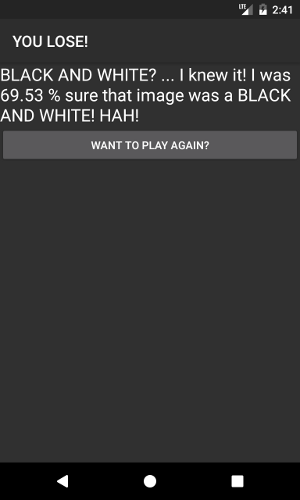 LTE 2:41
YOU LOSE!
BLACK AND WHITE? ... I knew it! I was
69.53 % sure that image was a BLACK
AND WHITE! HAH!
WANT TO PLAY AGAIN?